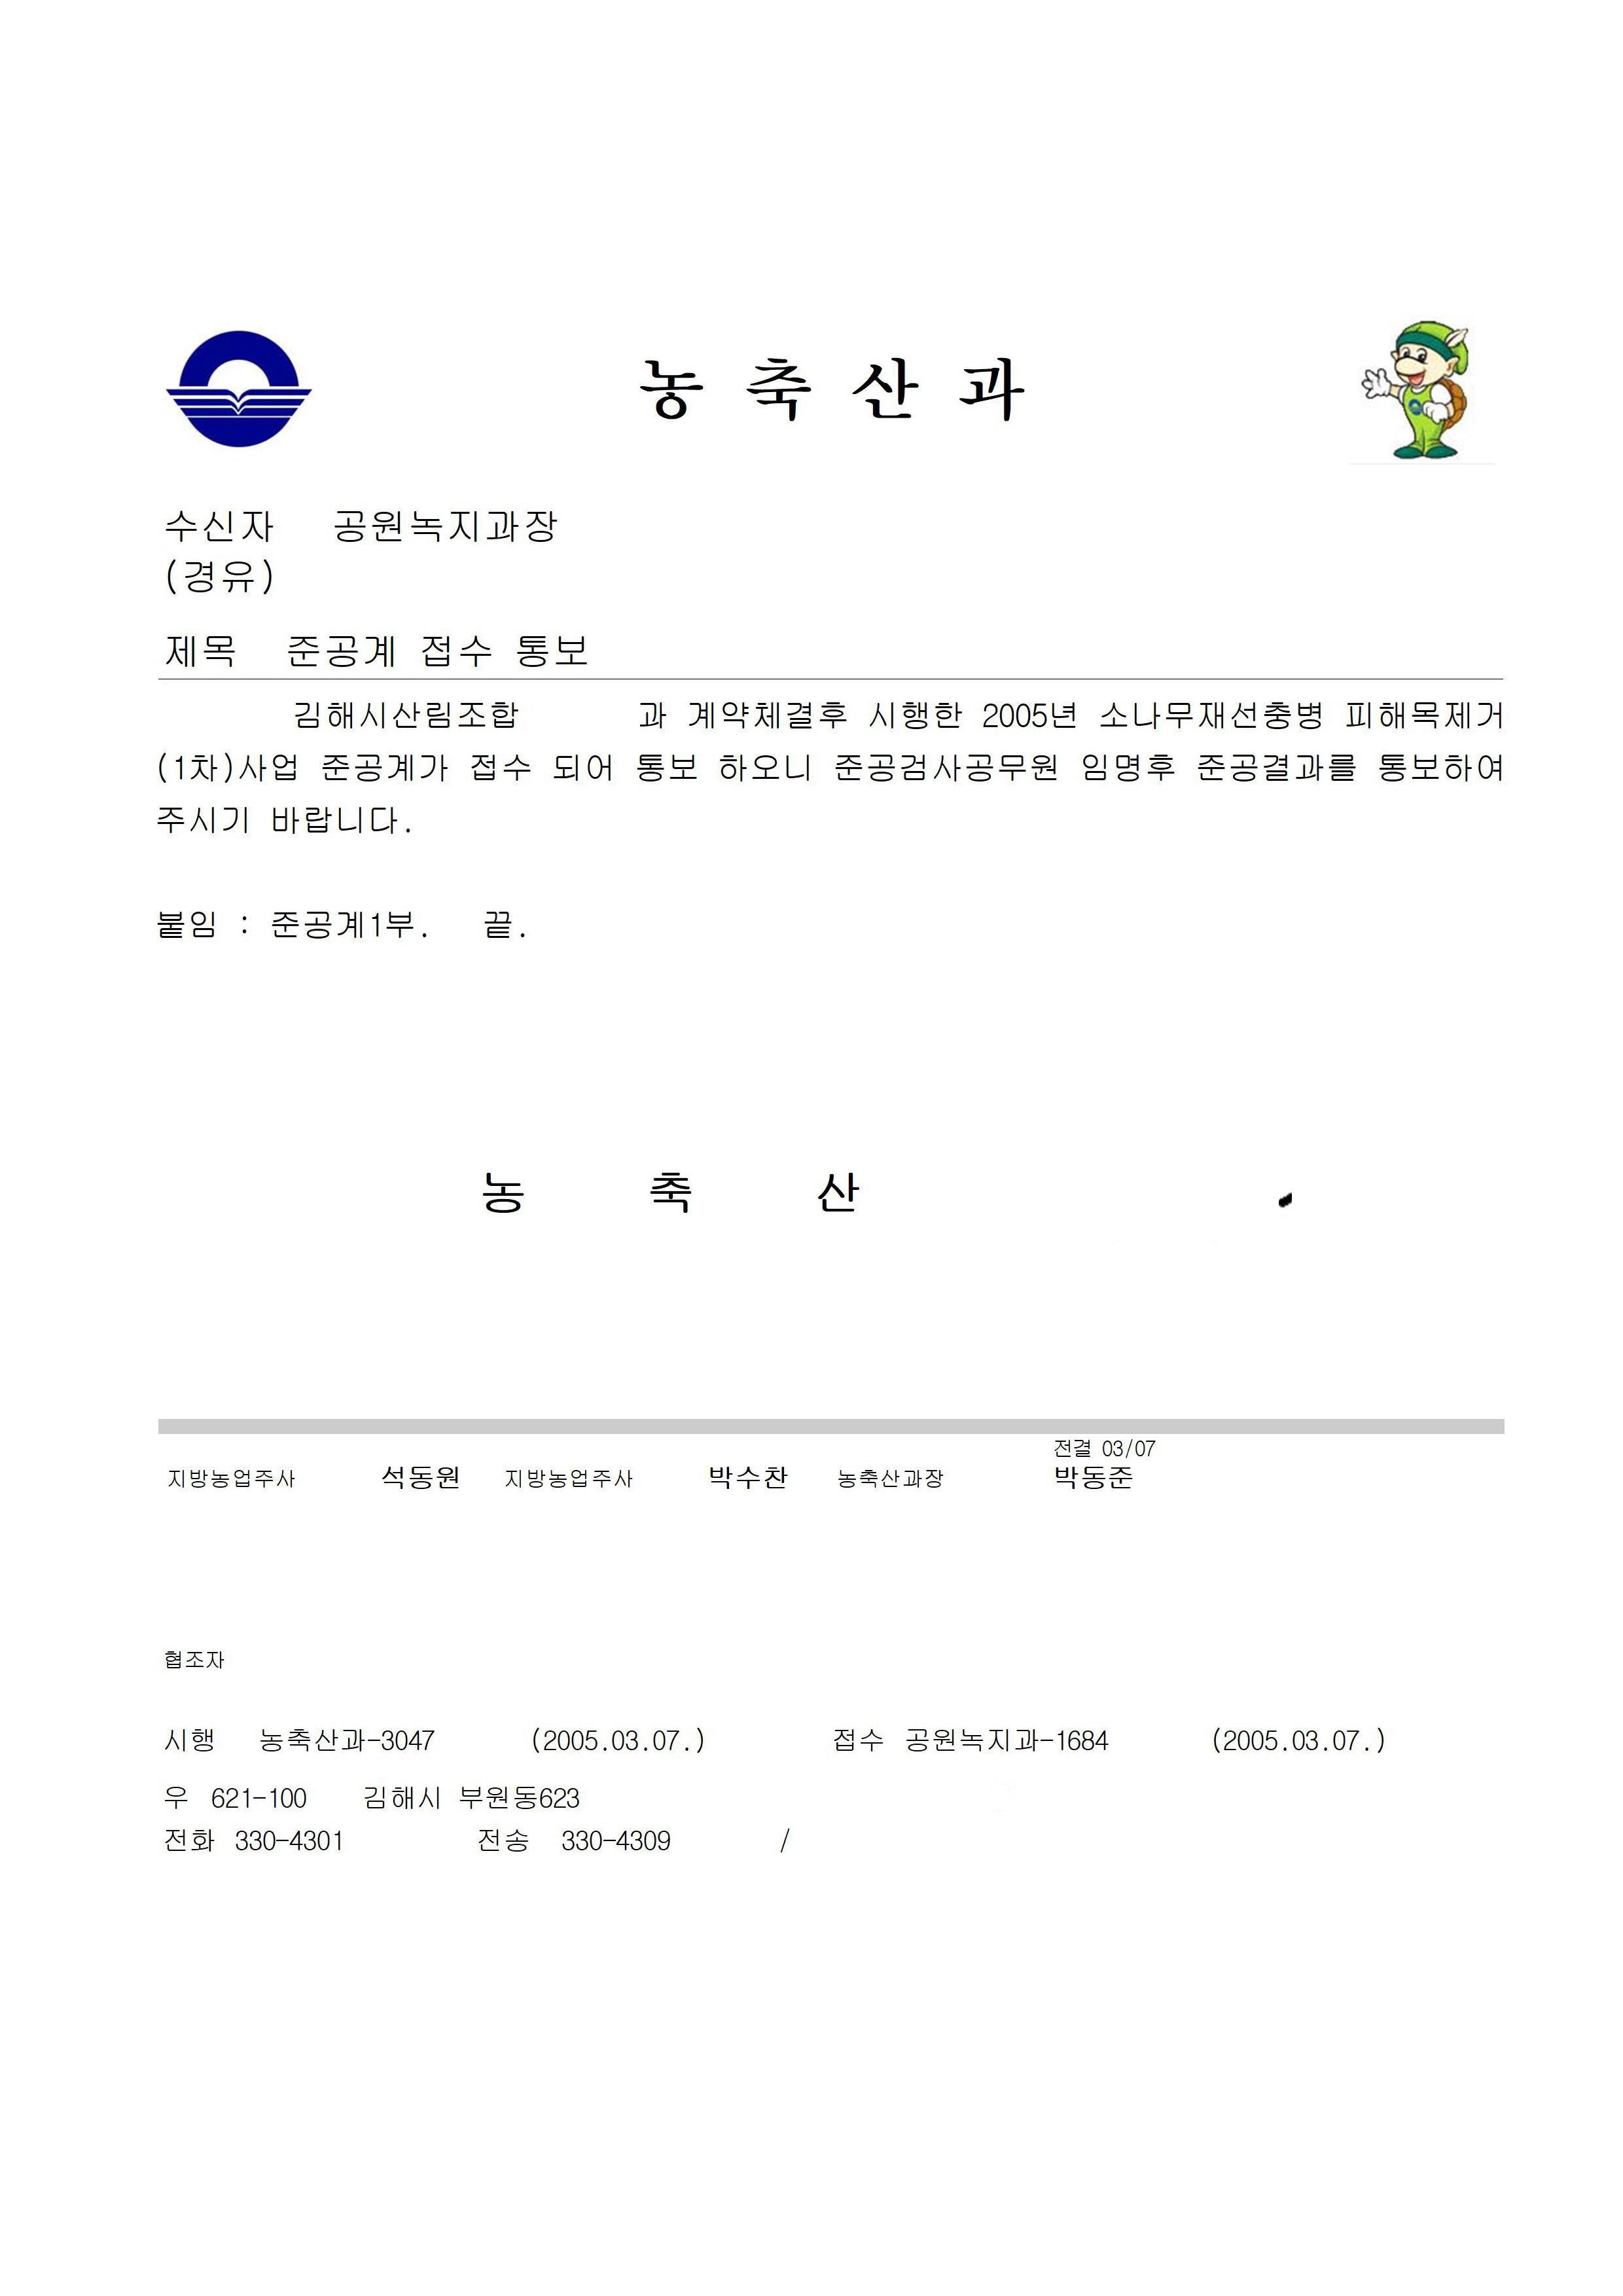 농 축 산 과
수신자 공원녹지과장
(경유)
제목 준공계 접수 통보
김해시산림조합 과 계약체결후 시행한 2005년 소나무재선충병 피해목제거
(1차)사업 준공계가 접수 되어 통보 하오니 준공검사공무원 임명후 준공결과를 통보하여
주시기 바랍니다.
붙임 : 준공계1부. 끝.
농 축 산
전결 03/07
지방농업주사 석동원 지방농업주사 박수찬 농축산과장 박동준
협조자
시행 농축산과-3047 (2005.03.07.) 접수 공원녹지과-1684 (2005.03.07.)
우 621-100 김해시 부원동623
전화 330-4301 전송 330-4309 /